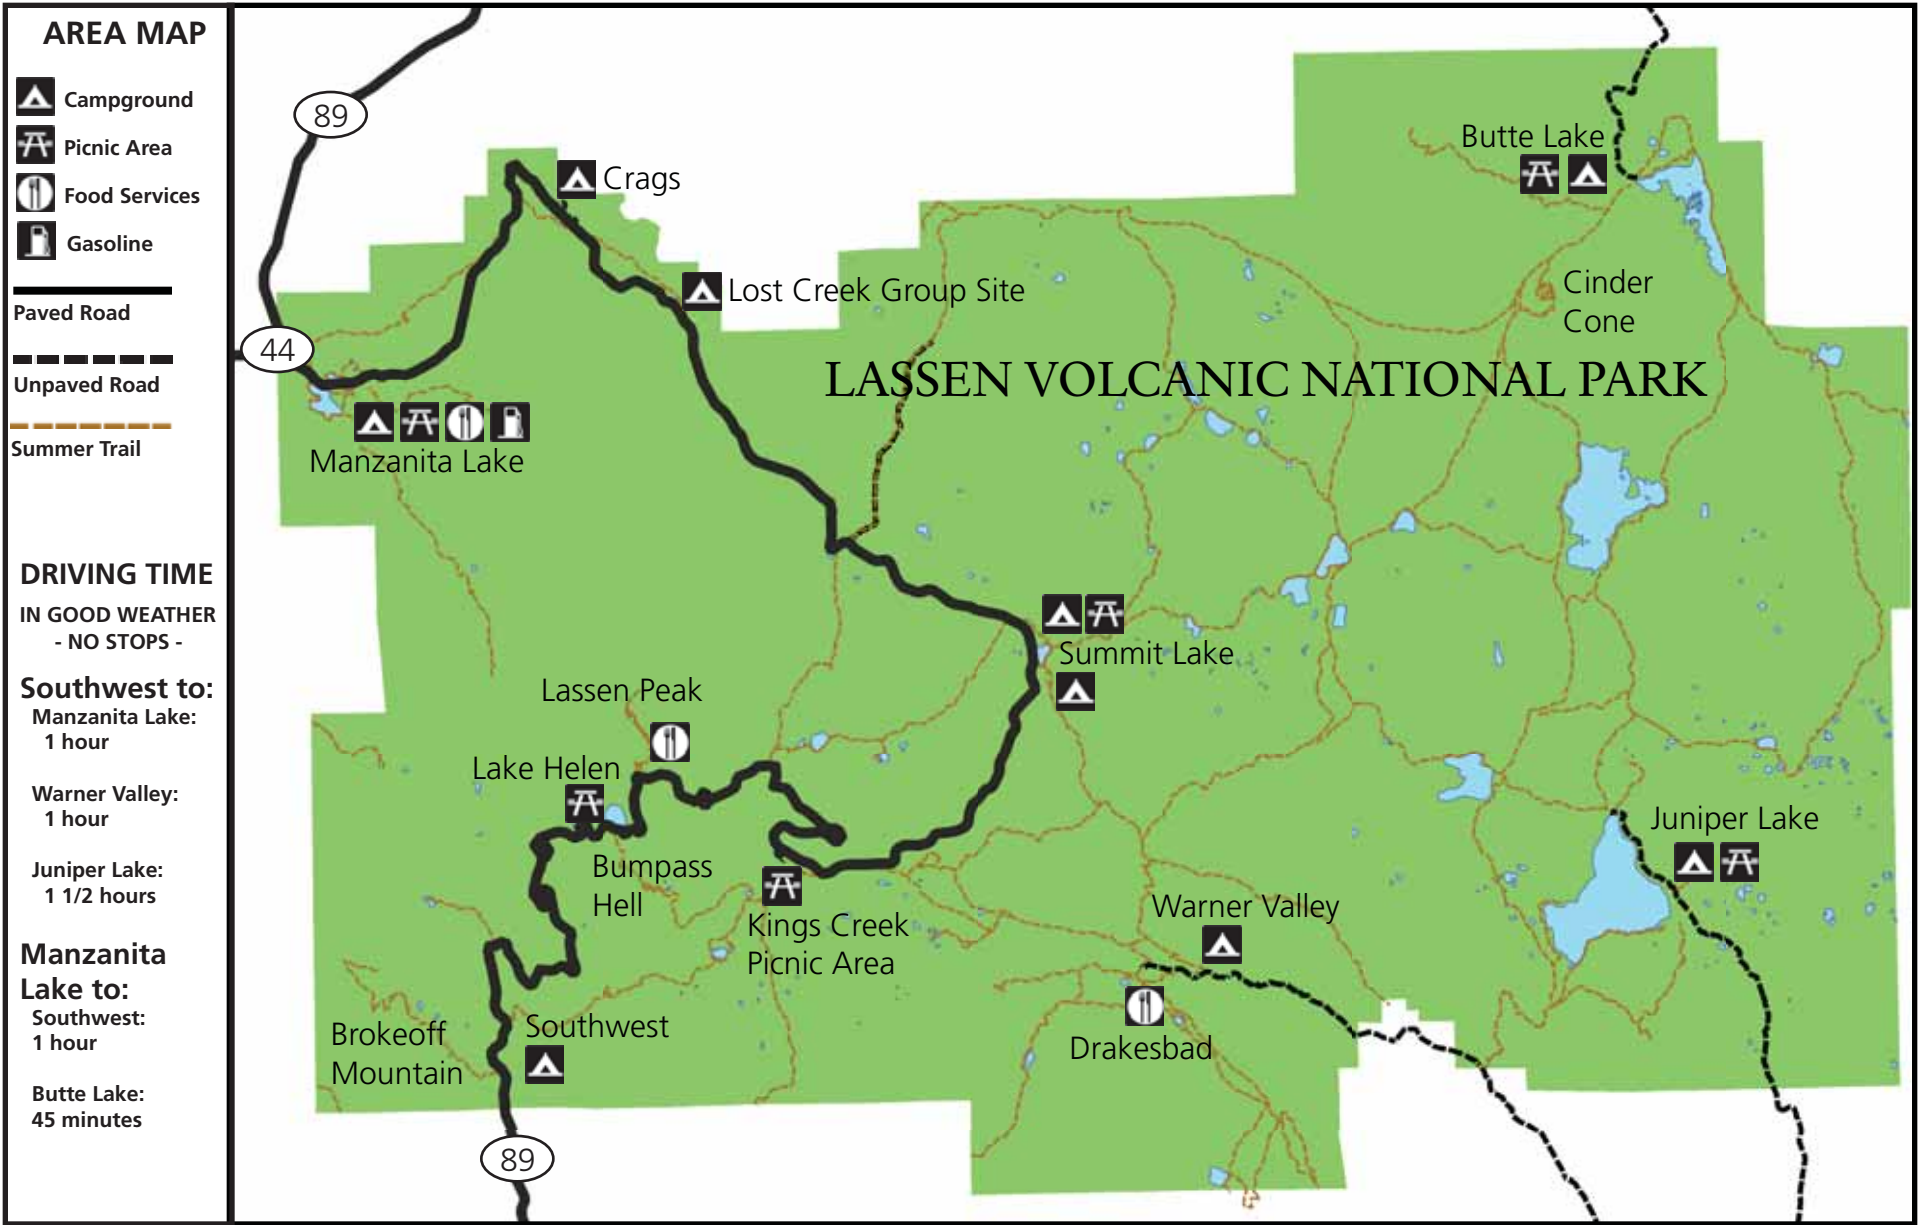 AREA MAP
Campground
Picnic Area
Food Services
Gasoline
Paved Road
Unpaved Road
Summer Trail
DRIVING TIME
IN GOOD WEATHER
- NO STOPS -
Southwest to:
Manzanita Lake:
1 hour
Warner Valley:
1 hour
Juniper Lake:
1 1/2 hours
Manzanita
Lake to:
Southwest:
1 hour
Butte Lake:
45 minutes
89
Butte Lake
Crags
Cinder
Cone
Lost Creek Group Site
44
LASSEN VOLCANIC NATIONAL PARK
Manzanita Lake
Summit Lake
Lassen Peak
Lake Helen
Juniper Lake
Bumpass
Hell
Warner Valley
Kings Creek
Picnic Area
Brokeoff
Mountain
Southwest
Drakesbad
89